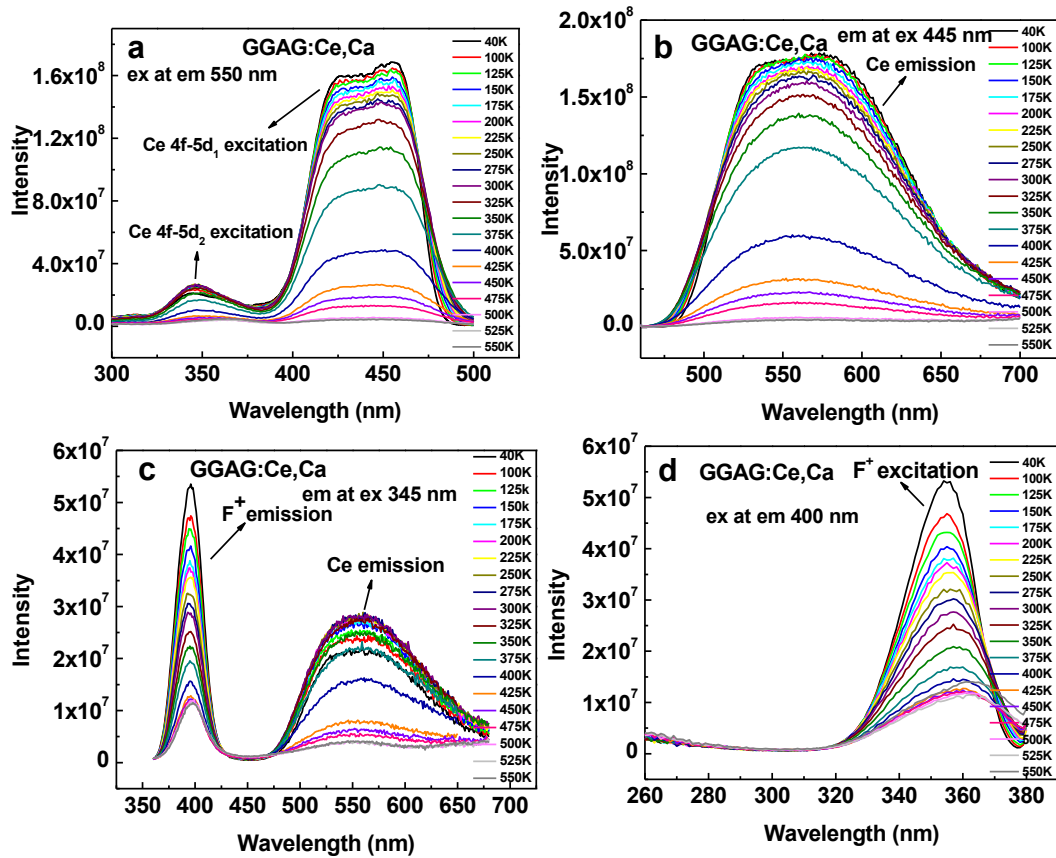 a
GGAG:Ce,Ca
ex at em 550 nm
Ce 4f-5d1 excitation
Ce 4f-5d2 excitation
1.6x10^8
1.2x10^8
8.0x10^7
4.0x10^7
0.0
Intensity
300 350 400 450 500
Wavelength (nm)
40K
100K
125K
150K
175K
200K
225K
250K
275K
300K
325K
350K
375K
400K
425K
450K
475K
500K
525K
550K
b
GGAG:Ce,Ca
em at ex 445 nm
Ce emission
2.0x10^8
1.5x10^8
1.0x10^8
5.0x10^7
0.0
Intensity
500 550 600 650 700
Wavelength (nm)
40K
100K
125K
150K
175K
200K
225K
250K
275K
300K
325K
350K
375K
400K
425K
450K
475K
500K
525K
550K
c
GGAG:Ce,Ca
em at ex 345 nm
F+ emission
Ce emission
6x10^7
5x10^7
4x10^7
3x10^7
2x10^7
1x10^7
0
Intensity
350 400 450 500 550 600 650 700
Wavelength (nm)
40K
100K
125k
150k
175K
200K
225K
250K
275K
300K
325K
350K
375K
400K
425K
450K
475K
500K
525K
550K
d
GGAG:Ce,Ca
F+ excitation
ex at em 400 nm
6x10^7
5x10^7
4x10^7
3x10^7
2x10^7
1x10^7
0
Intensity
260 280 300 320 340 360 380
Wavelength (nm)
40K
100K
125K
150K
175K
200K
225K
250K
275K
300K
325K
350K
375K
400K
425K
450K
475K
500K
525K
550K